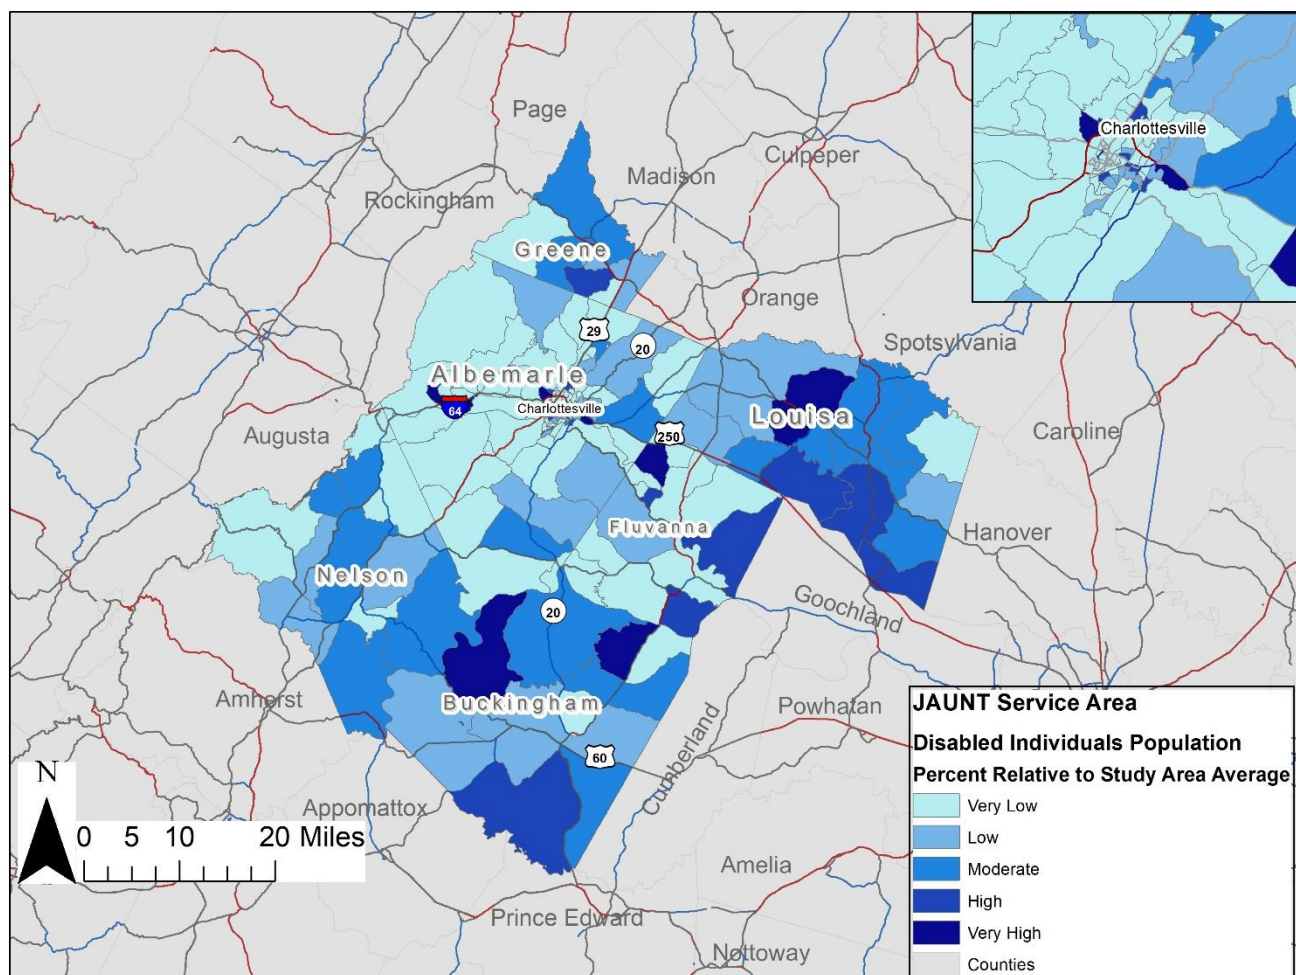 Page
Madison
Culpeper
Rockingham
Greene
Orange
29
20
Spotsylvania
Albemarle
64
Charlottesville
Louisa
Augusta
250
Caroline
Fluvanna
Hanover
Nelson
20
Goochland
Amherst
Buckingham
Powhatan
Cumberland
60
Appomattox
Amelia
Prince Edward
Nottoway
Charlottesville
N
0 5 10 20 Miles
JAUNT Service Area
Disabled Individuals Population
Percent Relative to Study Area Average
Very Low
Low
Moderate
High
Very High
Counties